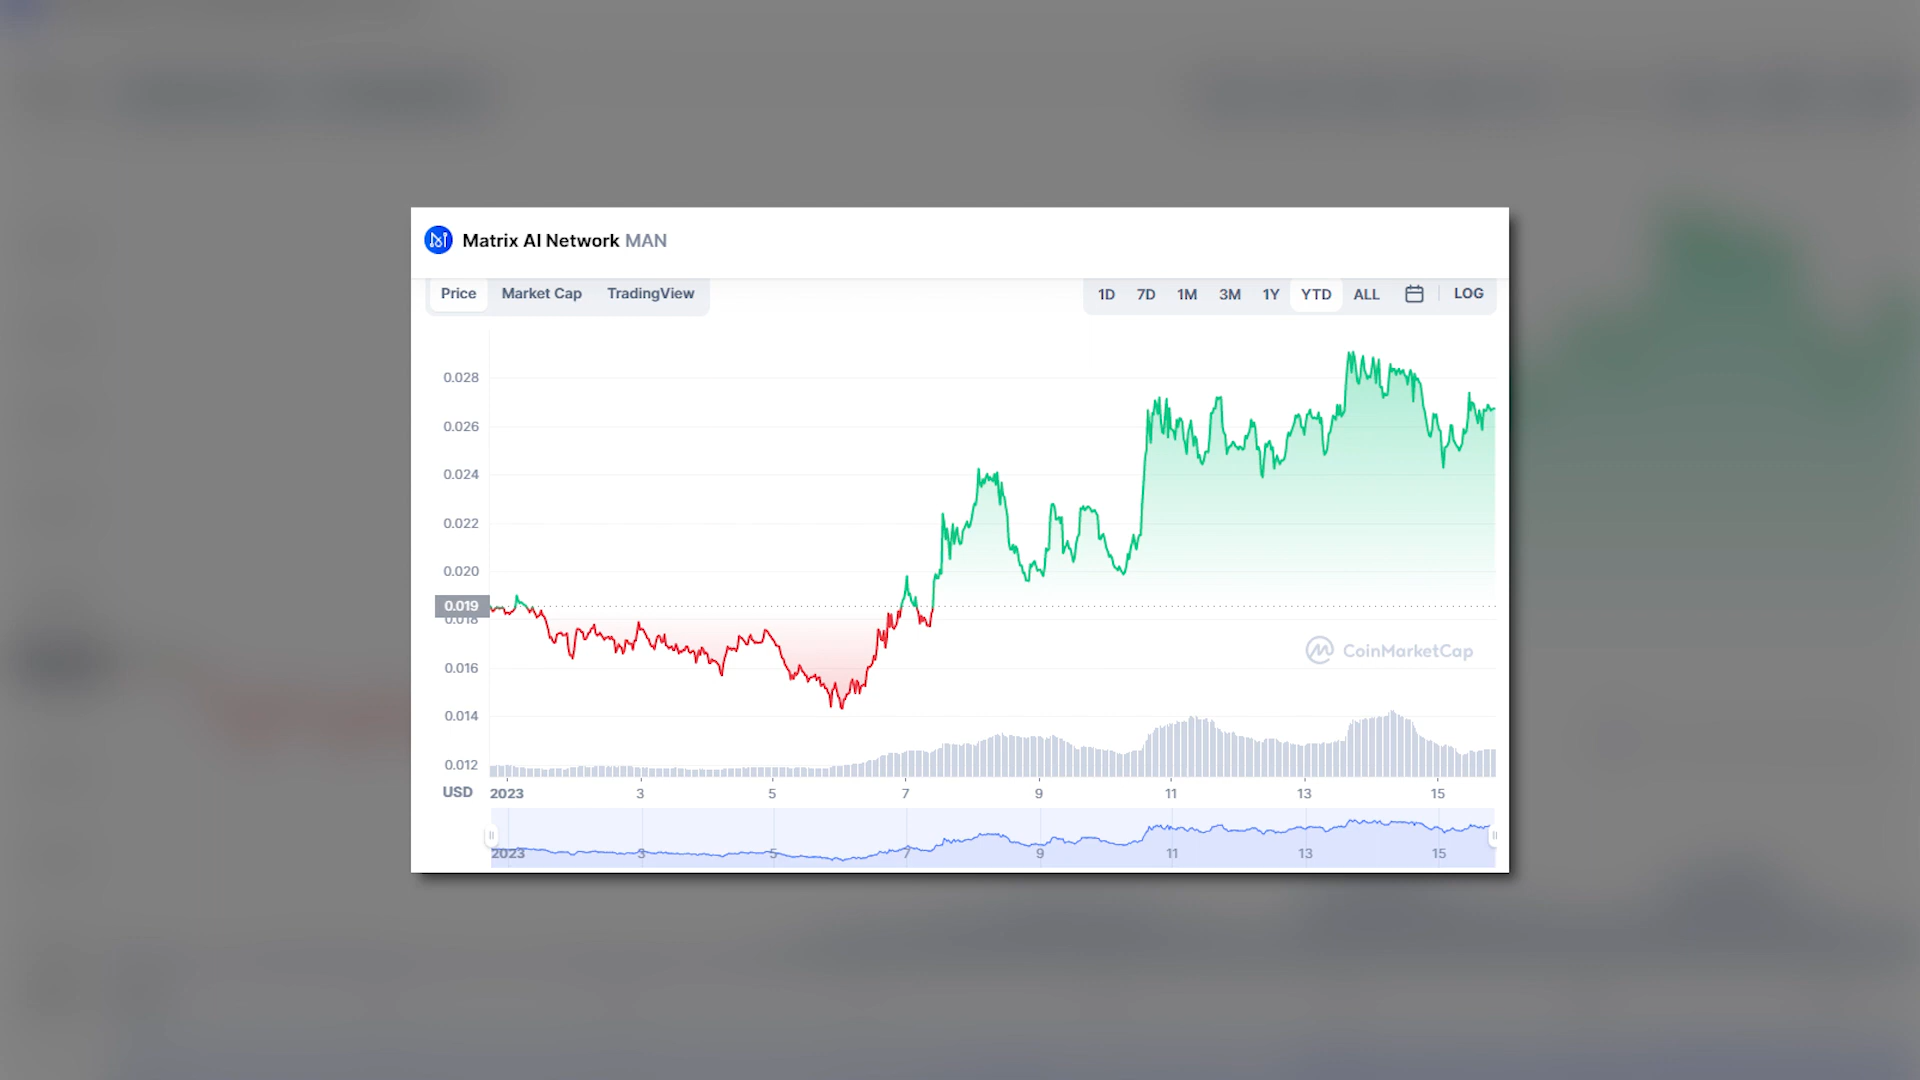 Matrix AI Network MAN
Price Market Cap TradingView 1D 7D 1M 3M 1Y YTD ALL LOG
0.028
0.026
0.024
0.022
0.020
0.019
0.018
0.016
CoinMarketCap
0.014
0.012
USD 2023 3 5 7 9 11 13 15
2023 3 5 7 9 11 13 15